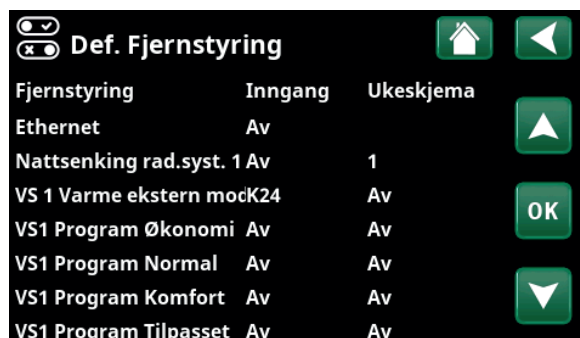 Def. Fjernstyring
Fjernstyring Inngang Ukeskjema
Ethernet Av
Nattsenking rad.syst. 1 Av 1
VS 1 Varme ekstern mod K24 Av
OK
VS1 Program Økonomi Av Av
VS1 Program Normal Av Av
VS1 Program Komfort Av Av
VS1 Program Tilpasset Av Av